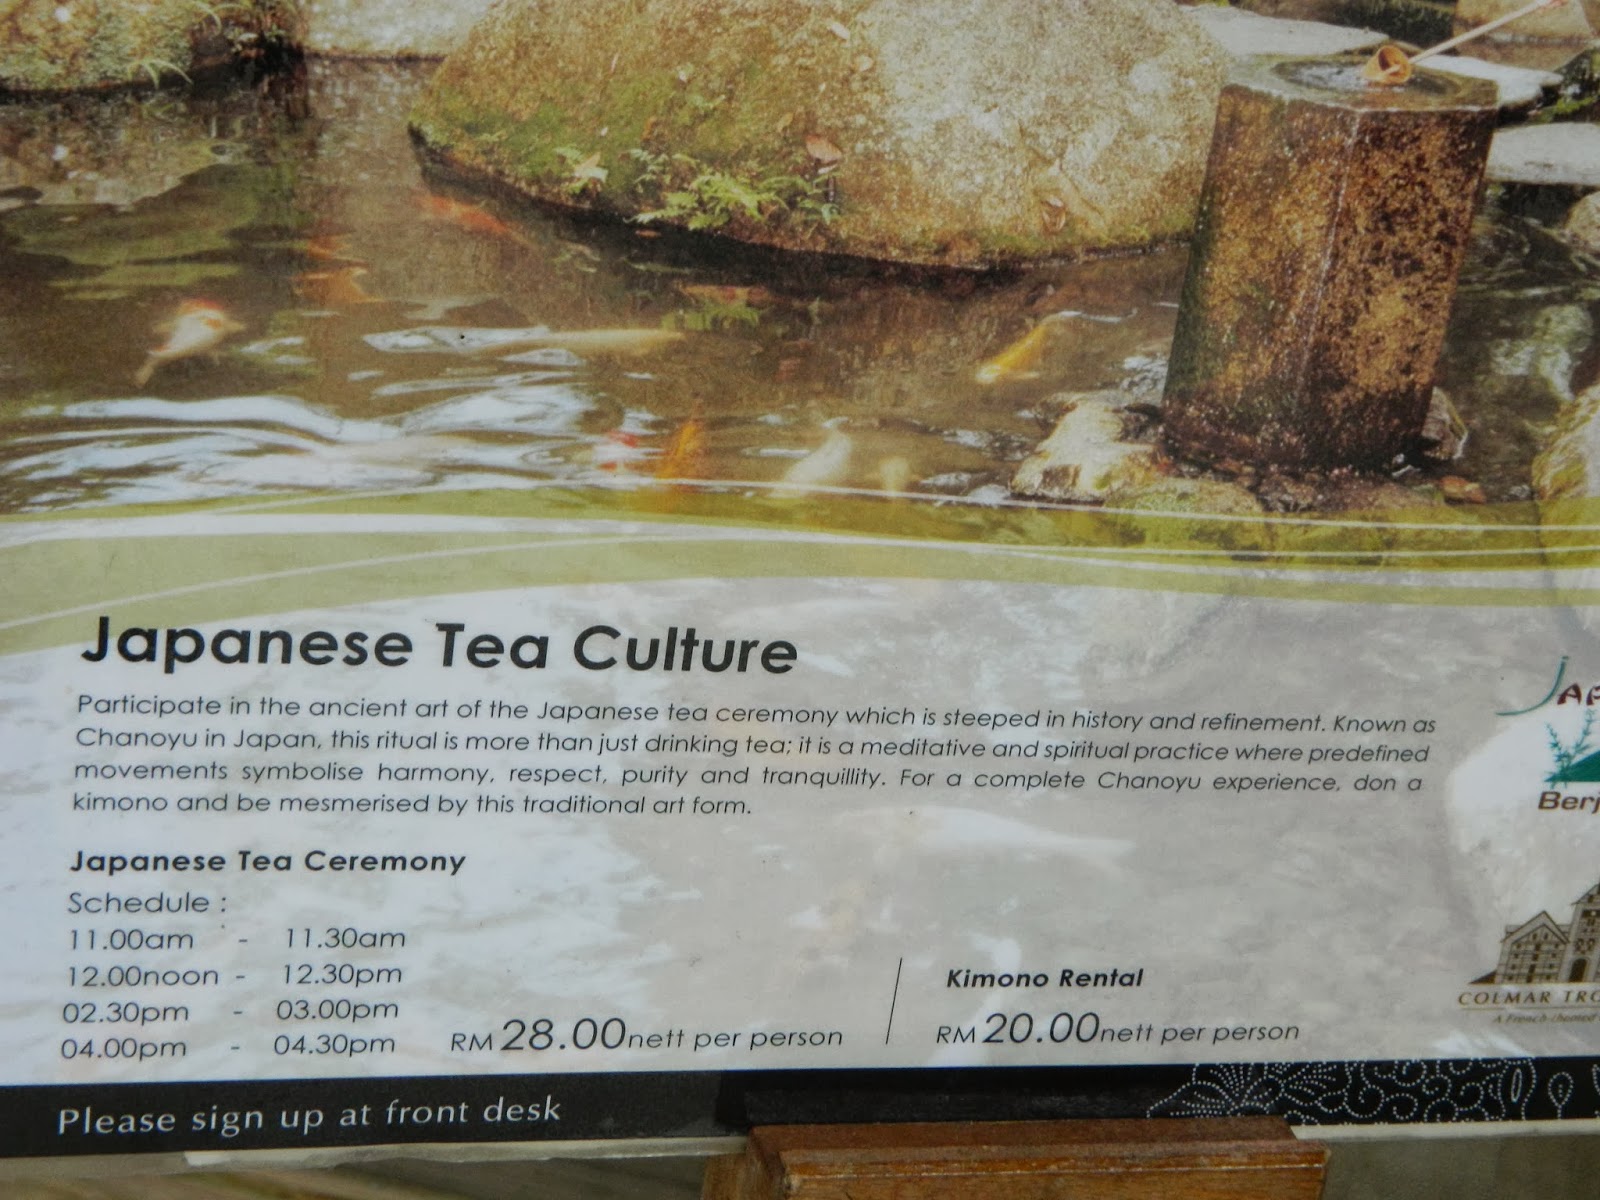 Japanese Tea Culture
Participate in the ancient art of the Japanese tea ceremony which is steeped in history and refinement. Known as
Chanoyu in Japan, this ritual is more than just drinking tea; it is a meditative and spiritual practice where predefined
movements symbolise harmony, respect, purity and tranquillity. For a complete Chanoyu experience, don a
kimono and be mesmerised by this traditional art form.
Japanese Tea Ceremony
Schedule :
11.00am - 11.30am
12.00noon - 12.30pm
02.30pm - 03.00pm
04.00pm - 04.30pm
RM 28.00nett per person
Kimono Rental
RM 20.00nett per person
Please sign up at front desk
JAP
Berj
COLMAR TRO
A French-themed